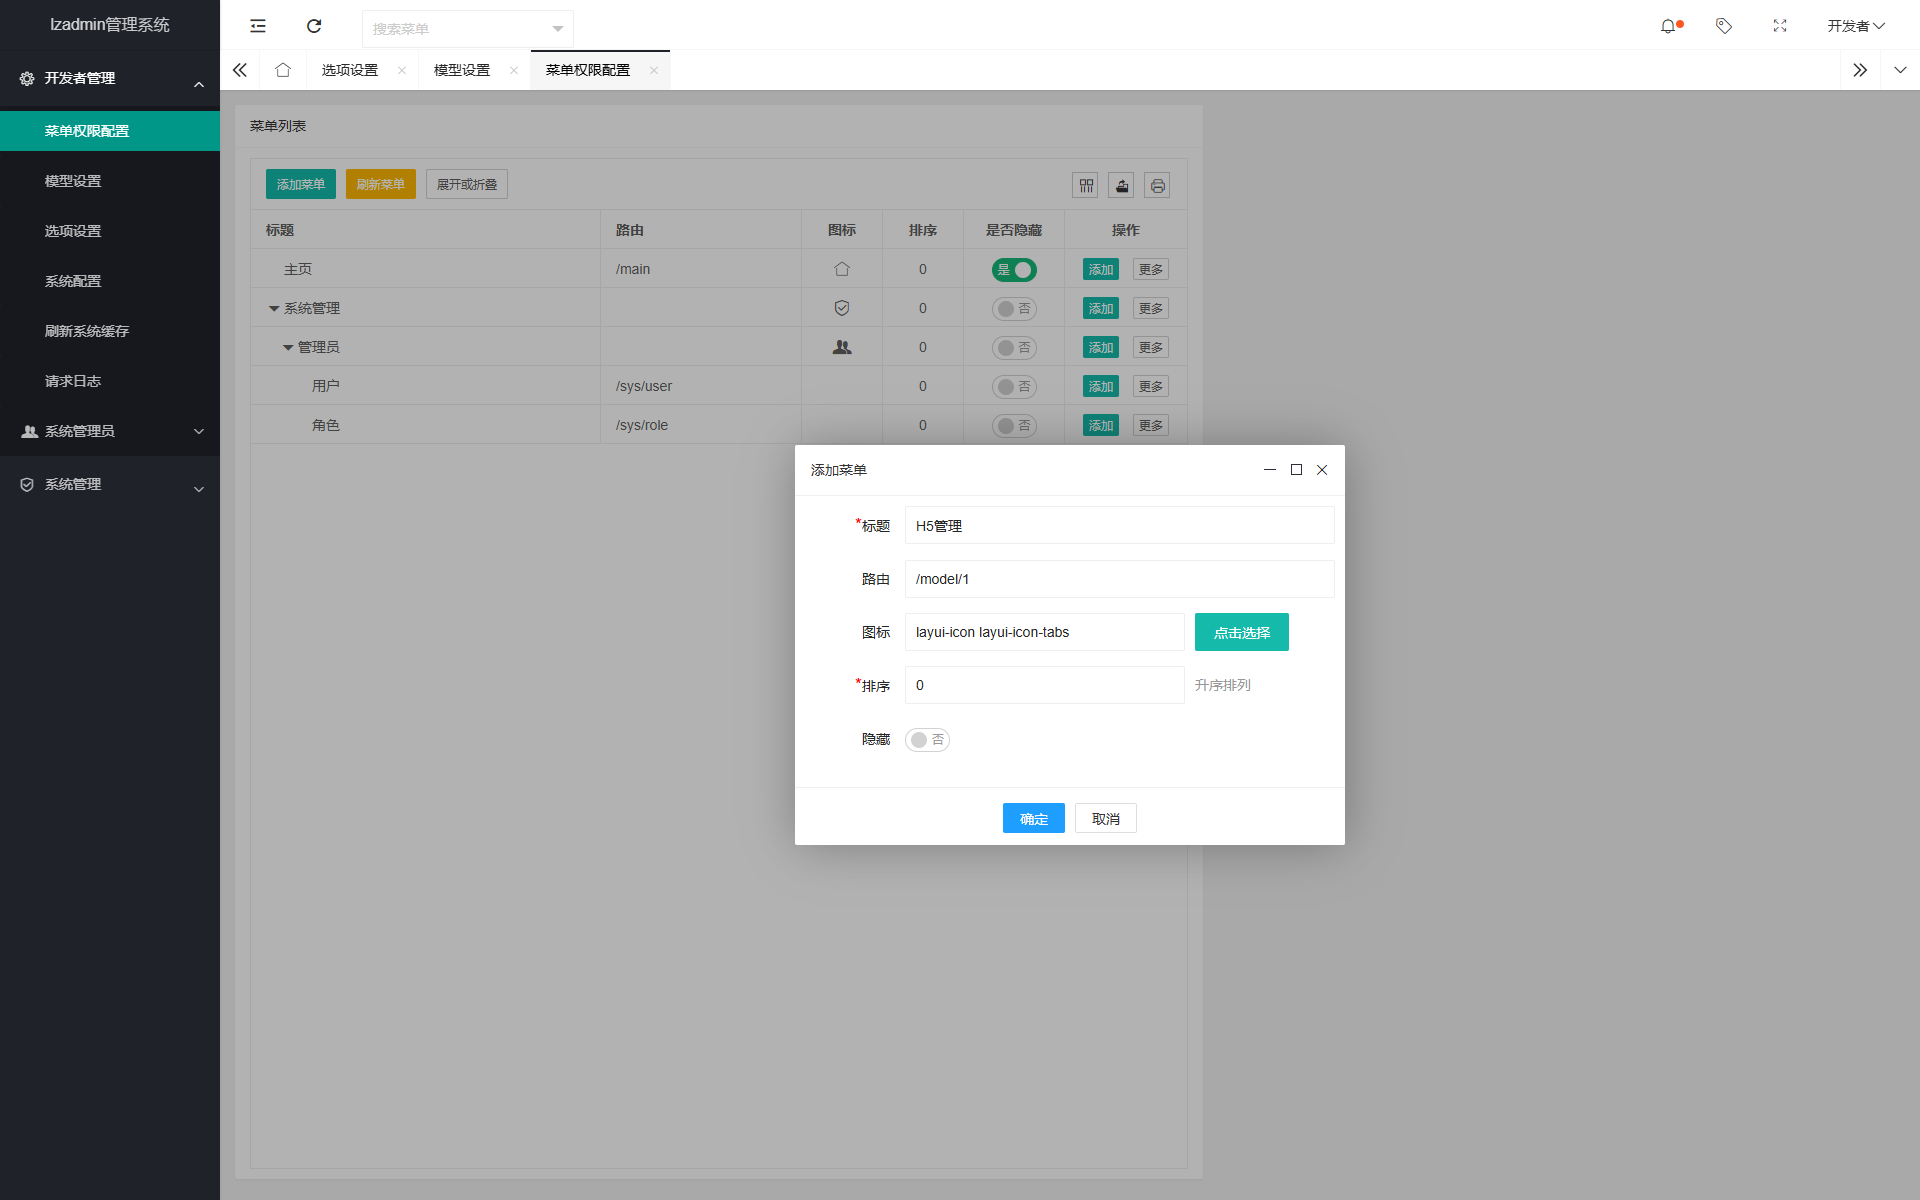 lzadmin管理系统
搜索菜单
开发者
选项设置
模型设置
菜单权限配置
开发者管理
菜单权限配置
模型设置
选项设置
系统配置
刷新系统缓存
请求日志
系统管理员
系统管理
菜单列表
添加菜单 刷新菜单 展开或折叠
标题 路由 图标 排序 是否隐藏 操作
主页 /main 0 是 添加 更多
系统管理 0 否 添加 更多
管理员 0 否 添加 更多
用户 /sys/user 0 否 添加 更多
角色 /sys/role 0 否 添加 更多
添加菜单
*标题 H5管理
路由 /model/1
图标 layui-icon layui-icon-tabs 点击选择
*排序 0 升序排列
隐藏 否
确定 取消